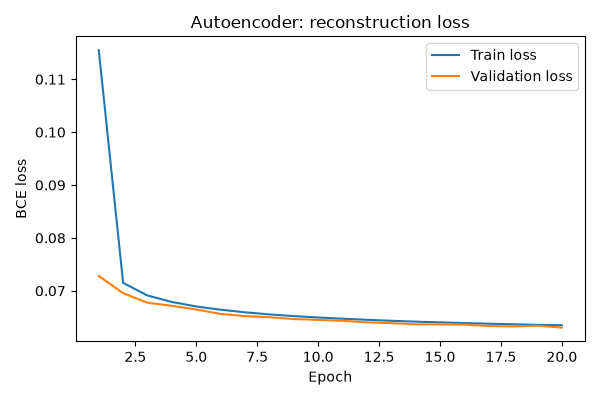 Autoencoder: reconstruction loss
Train loss
Validation loss
0.11
0.10
0.09
0.08
0.07
BCE loss
2.5 5.0 7.5 10.0 12.5 15.0 17.5 20.0
Epoch